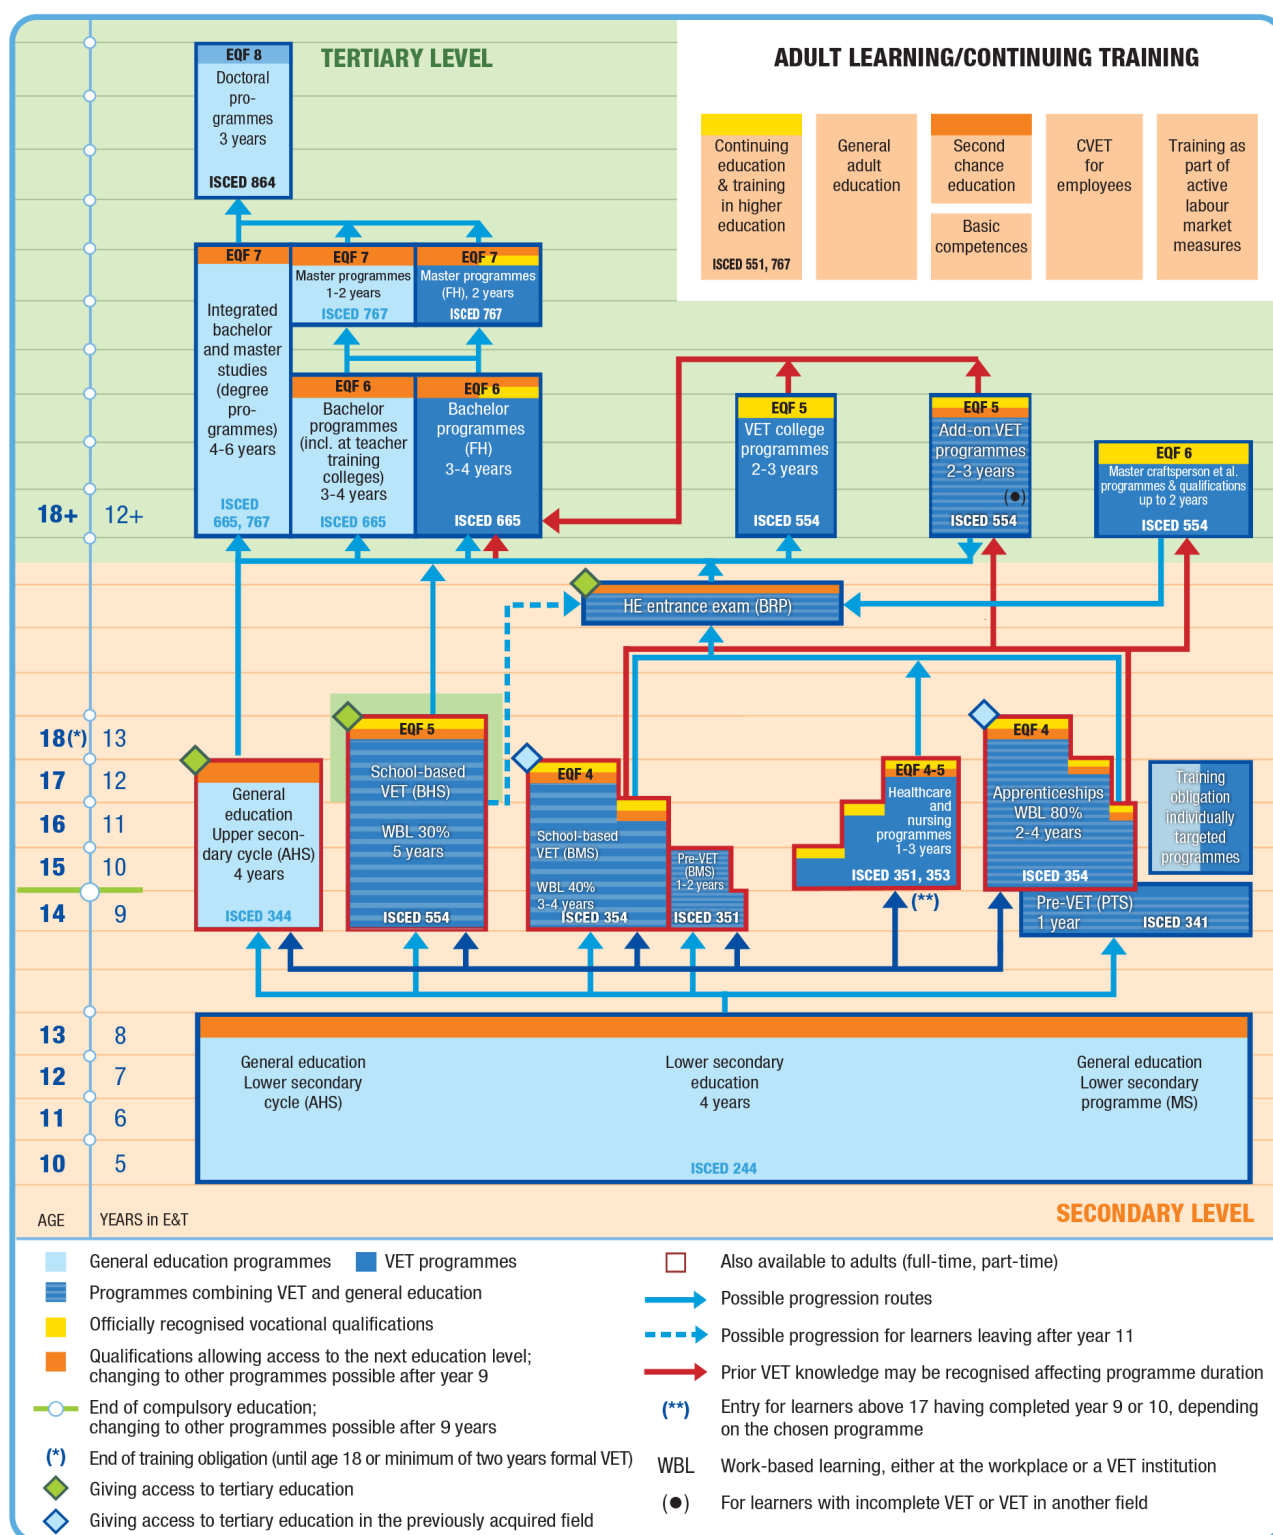 TERTIARY LEVEL
ADULT LEARNING/CONTINUING TRAINING
Continuing
education
& training
in higher
education
ISCED 551, 767
General
adult
education
Second
chance
education
Basic
competences
CVET
for
employees
Training as
part of
active
labour
market
measures
EQF 8
Doctoral
pro-
grammes
3 years
ISCED 864
EQF 7
Integrated
bachelor
and master
studies
(degree
pro-
grammes)
4-6 years
ISCED
665, 767
EQF 7
Master programmes
1-2 years
ISCED 767
EQF 7
Master programmes
(FH), 2 years
ISCED 767
EQF 6
Bachelor
programmes
(incl. at teacher
training
colleges)
3-4 years
ISCED 665
EQF 6
Bachelor
programmes
(FH)
3-4 years
ISCED 665
EQF 5
VET college
programmes
2-3 years
ISCED 554
EQF 5
Add-on VET
programmes
2-3 years
(●)
ISCED 554
EQF 6
Master craftsperson et al.
programmes & qualifications
up to 2 years
ISCED 554
18+ 12+
HE entrance exam (BRP)
18(*) 13
17 12
16 11
15 10
14 9
General
education
Upper secon-
dary cycle (AHS)
4 years
ISCED 344
EQF 5
School-based
VET (BHS)
WBL 30%
5 years
ISCED 554
EQF 4
School-based
VET (BMS)
WBL 40%
3-4 years
ISCED 354
Pre-VET
(BMS)
1-2 years
ISCED 351
EQF 4-5
Healthcare
and
nursing
programmes
1-3 years
ISCED 351, 353
(**)
EQF 4
Apprenticeships
WBL 80%
2-4 years
ISCED 354
Training
obligation
individually
targeted
programmes
Pre-VET (PTS)
1 year
ISCED 341
13 8
12 7
11 6
10 5
General education
Lower secondary
cycle (AHS)
Lower secondary
education
4 years
General education
Lower secondary
programme (MS)
ISCED 244
AGE
YEARS in E&T
SECONDARY LEVEL
General education programmes
VET programmes
Programmes combining VET and general education
Officially recognised vocational qualifications
Qualifications allowing access to the next education level;
changing to other programmes possible after year 9
End of compulsory education;
changing to other programmes possible after 9 years
(*) End of training obligation (until age 18 or minimum of two years formal VET)
Giving access to tertiary education
Giving access to tertiary education in the previously acquired field
Also available to adults (full-time, part-time)
Possible progression routes
Possible progression for learners leaving after year 11
Prior VET knowledge may be recognised affecting programme duration
(**) Entry for learners above 17 having completed year 9 or 10, depending
on the chosen programme
WBL Work-based learning, either at the workplace or a VET institution
(●) For learners with incomplete VET or VET in another field